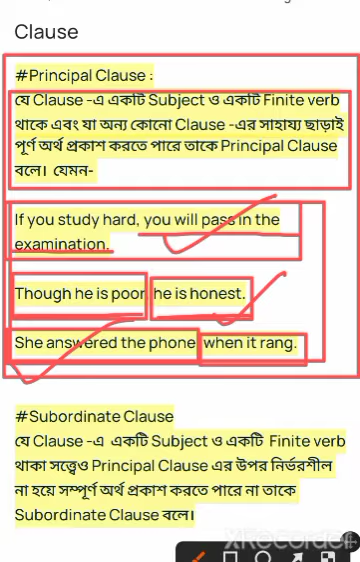 Clause
#Principal Clause :
যে Clause -এ একটি Subject ও একটি Finite verb
থাকে এবং যা অন্য কোনো Clause -এর সাহায্য ছাড়াই
পূর্ণ অর্থ প্রকাশ করতে পারে তাকে Principal Clause
বলে। যেমন-
If you study hard, you will pass in the
examination.
Though he is poor he is honest.
She answered the phone when it rang.
#Subordinate Clause
যে Clause -এ একটি Subject ও একটি Finite verb
থাকা সত্ত্বেও Principal Clause এর উপর নির্ভরশীল
না হয়ে সম্পূর্ণ অর্থ প্রকাশ করতে পারে না তাকে
Subordinate Clause বলে।
XRecorder